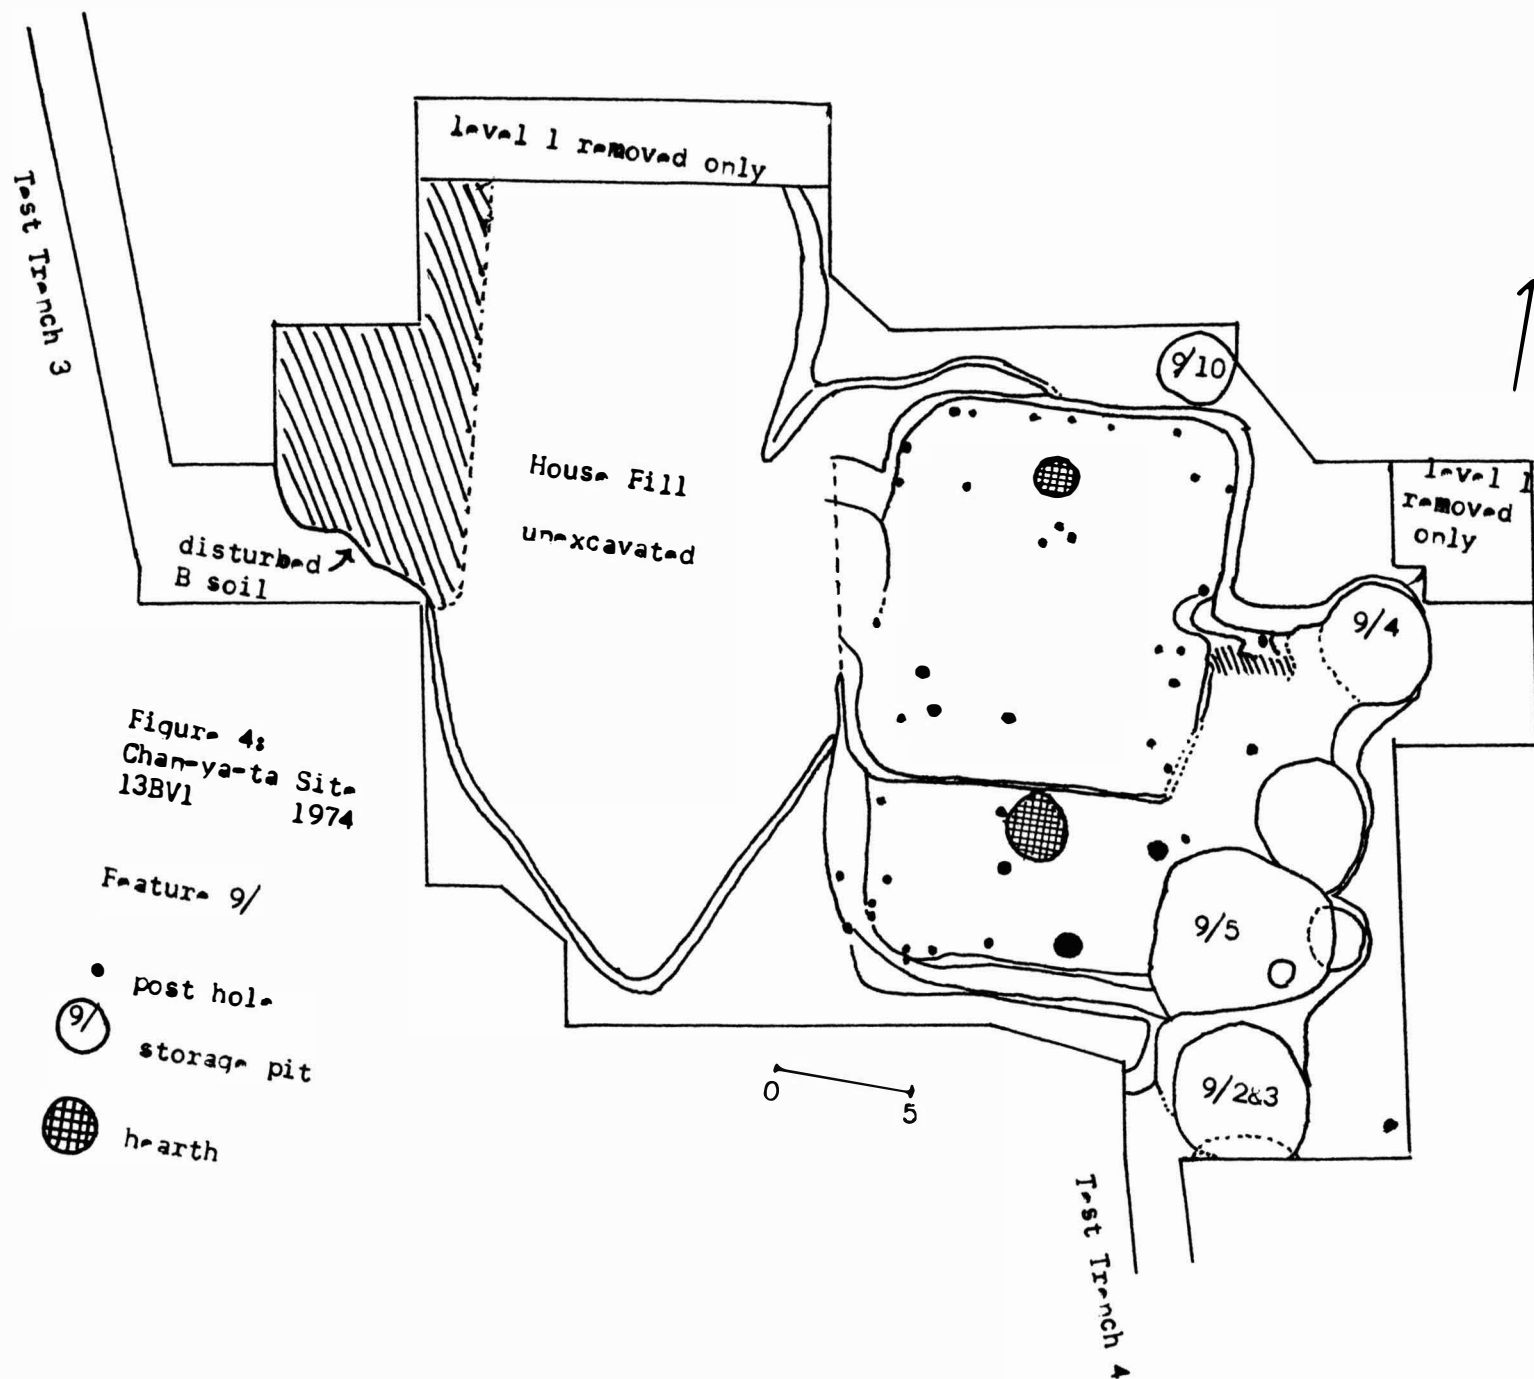 level 1 removed only
Test Trench 3
9/10
level 1
removed
only
House Fill
unexcavated
disturbed
B soil
9/4
Figure 4:
Chan-ya-ta Site
13BV1 1974
Feature 9/
9/5
post hole
9/
storage pit
0
5
9/2&3
hearth
Test Trench 4